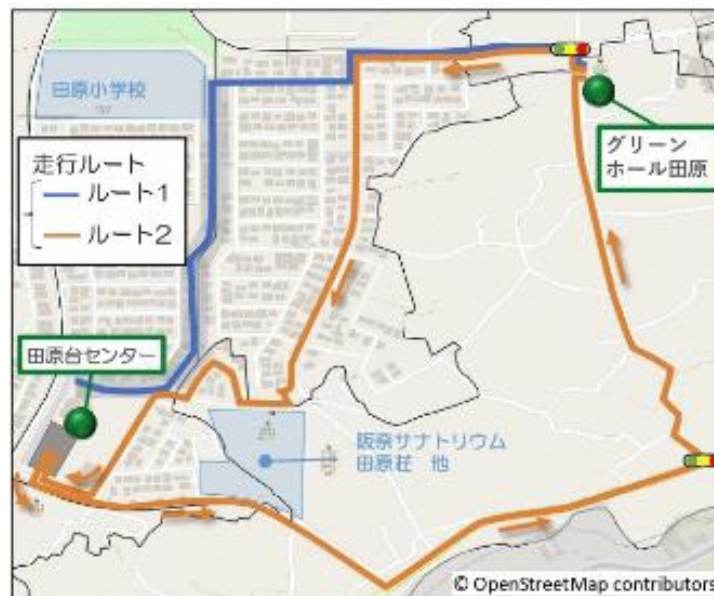 田原小学校
走行ルート
ルート1
ルート2
グリーン
ホール田原
田原台センター
阪奈サナトリウム
田原荘 他
© OpenStreetMap contributors